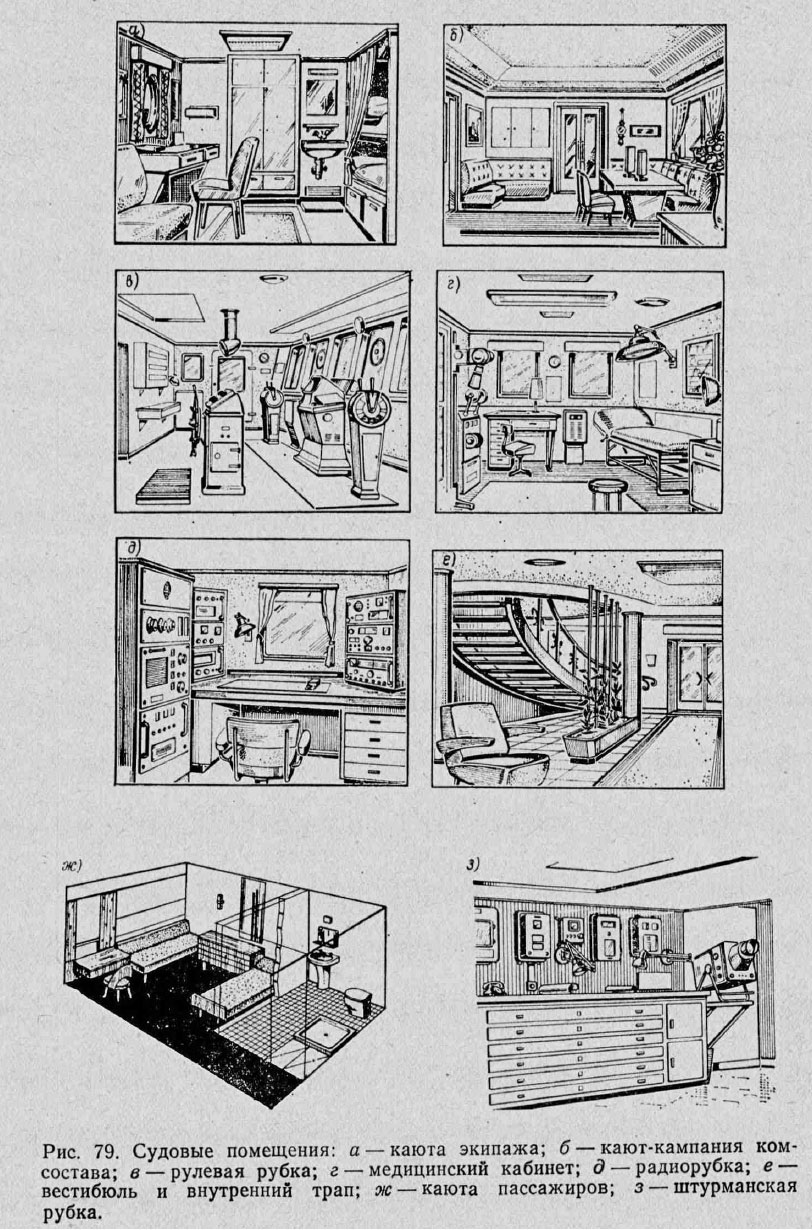 а)
б)
в)
г)
д)
е)
ж)
з)
Рис. 79. Судовые помещения: а — каюта экипажа; б — кают-кампания ком-
состава; в — рулевая рубка; г — медицинский кабинет; д — радиорубка; е —
вестибюль и внутренний трап; ж — каюта пассажиров; з — штурманская
рубка.